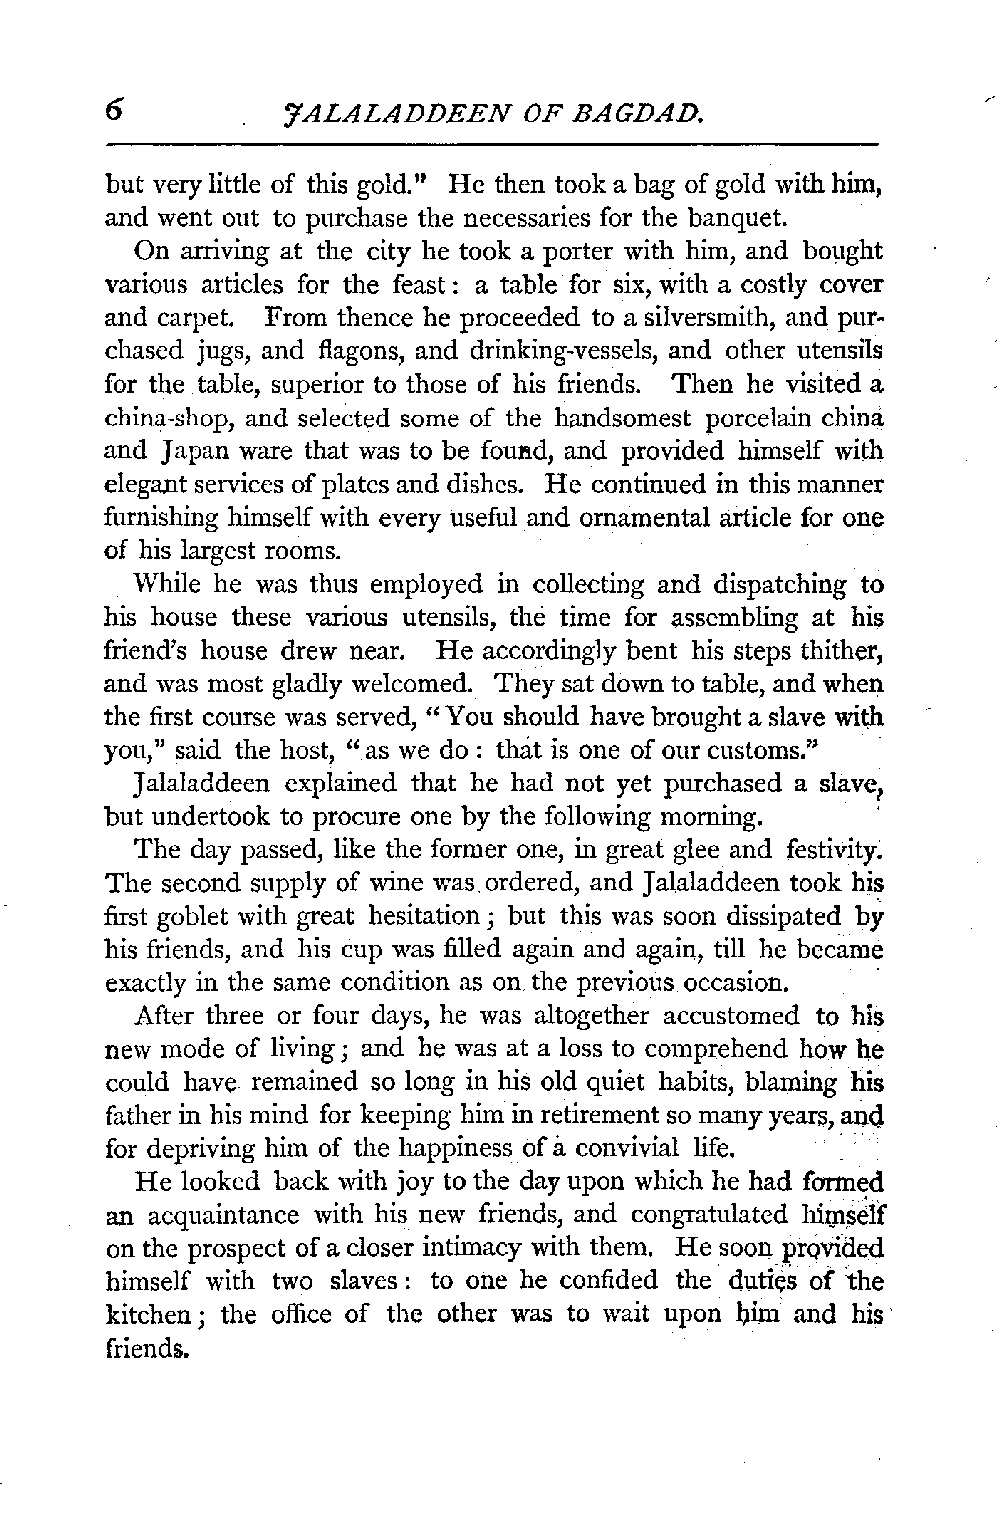 6 JALALADDEEN OF BAGDAD.
but very little of this gold." He then took a bag of gold with him,
and went out to purchase the necessaries for the banquet.
On arriving at the city he took a porter with him, and bought
various articles for the feast: a table for six, with a costly cover
and carpet. From thence he proceeded to a silversmith, and pur-
chased jugs, and flagons, and drinking-vessels, and other utensils
for the table, superior to those of his friends. Then he visited a
china-shop, and selected some of the handsomest porcelain china
and Japan ware that was to be found, and provided himself with
elegant services of plates and dishes. He continued in this manner
furnishing himself with every useful and ornamental article for one
of his largest rooms.
While he was thus employed in collecting and dispatching to
his house these various utensils, the time for assembling at his
friend's house drew near. He accordingly bent his steps thither,
and was most gladly welcomed. They sat down to table, and when
the first course was served, "You should have brought a slave with
you," said the host, "as we do: that is one of our customs."
Jalaladdeen explained that he had not yet purchased a slave,
but undertook to procure one by the following morning.
The day passed, like the former one, in great glee and festivity.
The second supply of wine was ordered, and Jalaladdeen took his
first goblet with great hesitation; but this was soon dissipated by
his friends, and his cup was filled again and again, till he became
exactly in the same condition as on the previous occasion.
After three or four days, he was altogether accustomed to his
new mode of living; and he was at a loss to comprehend how he
could have remained so long in his old quiet habits, blaming his
father in his mind for keeping him in retirement so many years, and
for depriving him of the happiness of a convivial life.
He looked back with joy to the day upon which he had formed
an acquaintance with his new friends, and congratulated himself
on the prospect of a closer intimacy with them. He soon provided
himself with two slaves: to one he confided the duties of the
kitchen; the office of the other was to wait upon him and his
friends.